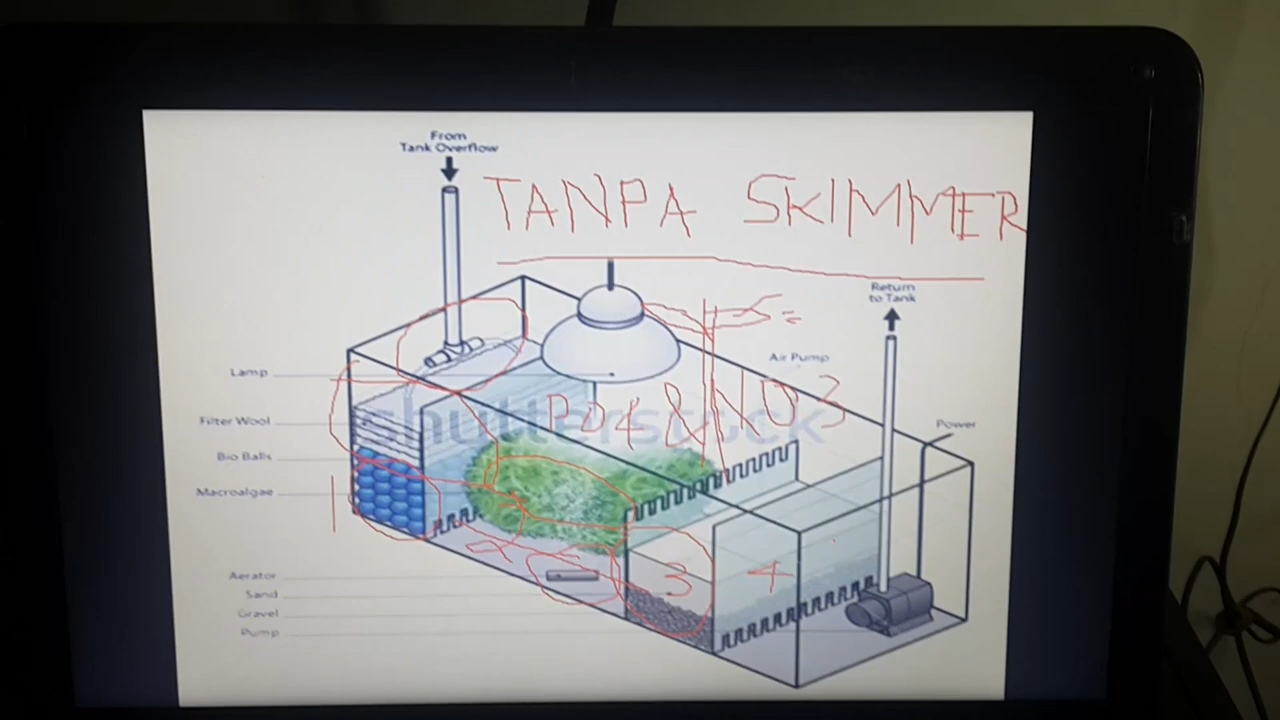 From
Tank Overflow
TANPA SKIMMER
Return
to Tank
Air Pump
Lamp
PO4 & NO3
shutterstock
Filter Wool
Power
Bio Balls
Macroalgae
1
2
3
4
Aerator
Sand
Gravel
Pump